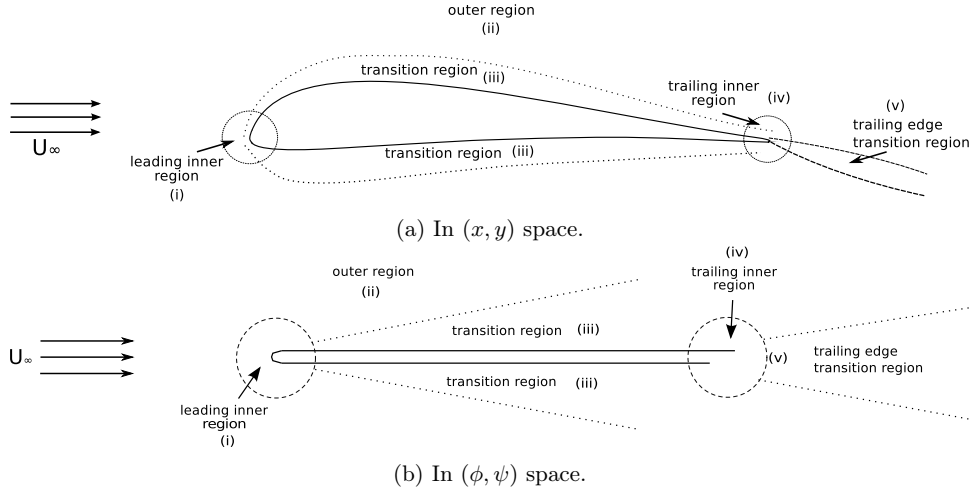 outer region
(ii)
transition region (iii)
trailing inner
region
(iv)
(v)
trailing edge
transition region
U∞
leading inner
region
(i)
transition region (iii)
(a) In (x, y) space.
(iv)
trailing inner
region
outer region
(ii)
transition region (iii)
U∞
(v)
trailing edge
transition region
transition region (iii)
leading inner
region
(i)
(b) In (ϕ, ψ) space.